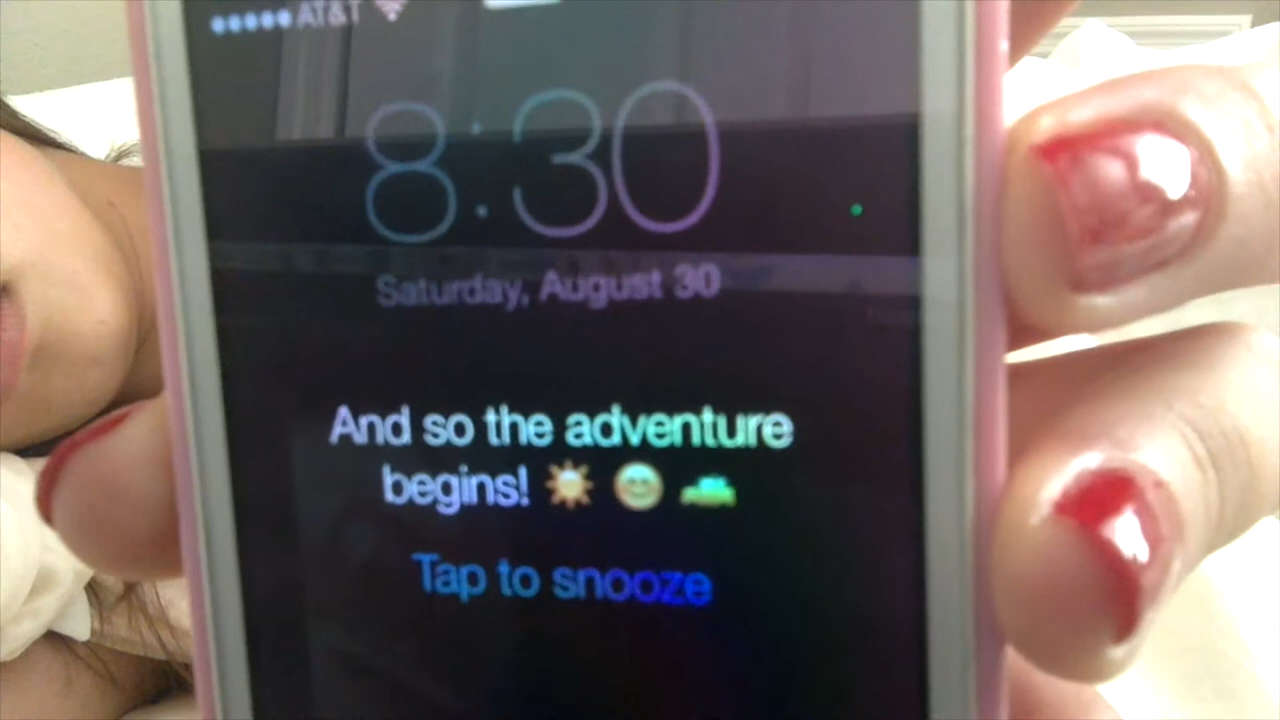 ●●●●● AT&T
8:30
Saturday, August 30
And so the adventure
begins! ☀️ 😊 🚙
Tap to snooze